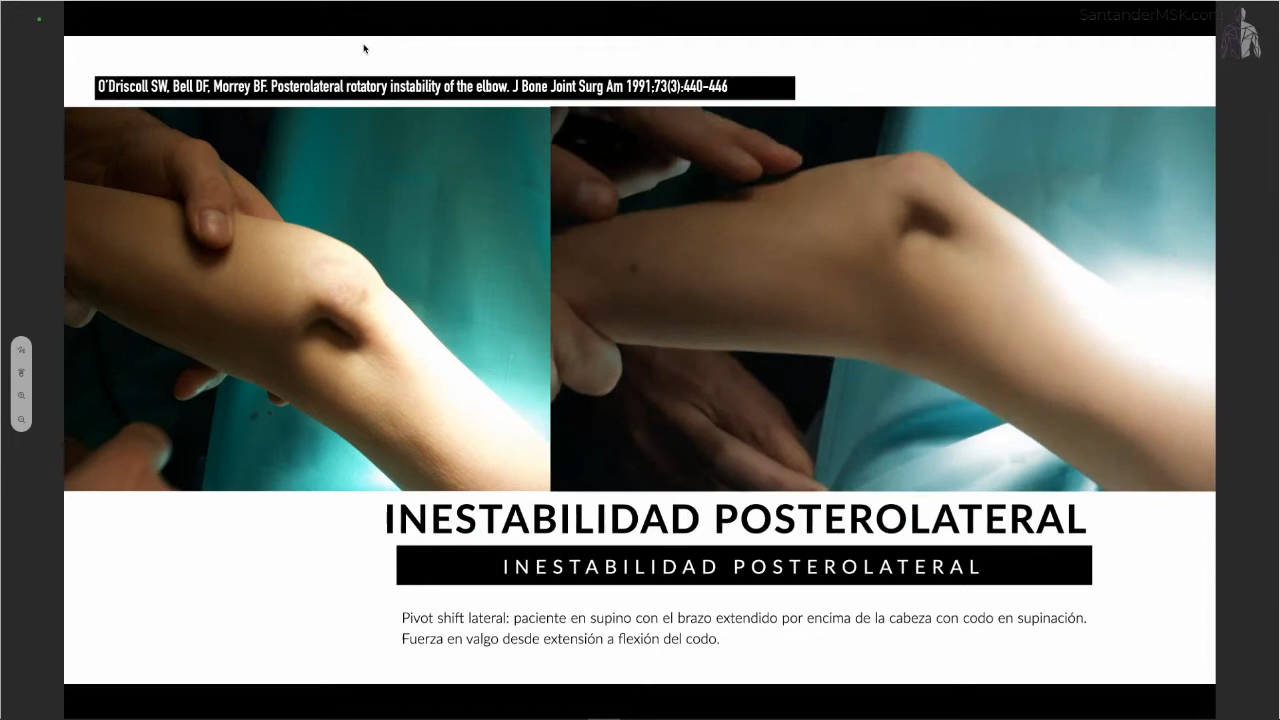 SantanderMSK.com
O'Driscoll SW, Bell DF, Morrey BF. Posterolateral rotatory instability of the elbow. J Bone Joint Surg Am 1991;73(3):440-446
INESTABILIDAD POSTEROLATERAL
INESTABILIDAD POSTEROLATERAL
Pivot shift lateral: paciente en supino con el brazo extendido por encima de la cabeza con codo en supinación.
Fuerza en valgo desde extensión a flexión del codo.